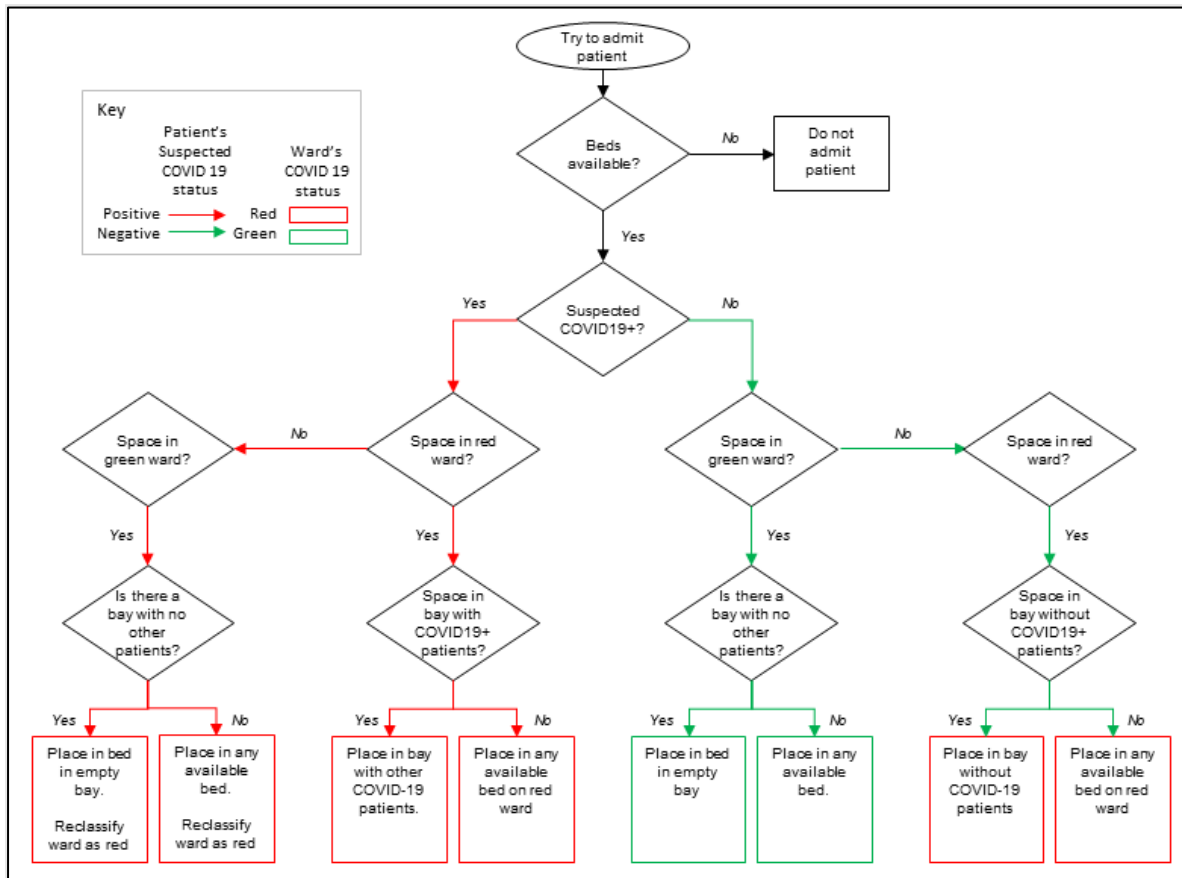 Try to admit
patient
Key
Patient's
Suspected
COVID 19
status
Ward's
COVID 19
status
Positive
Red
Negative
Green
Beds
available?
No
Do not
admit
patient
Yes
Yes
Suspected
COVID19+?
No
Space in
green ward?
No
Space in red
ward?
Space in
green ward?
No
Space in red
ward?
Yes
Yes
Yes
Yes
Is there a
bay with no
other
patients?
Space in
bay with
COVID19+
patients?
Is there a
bay with no
other
patients?
Space in
bay without
COVID19+
patients?
Yes
No
Yes
No
Yes
No
Yes
No
Place in bed
in empty
bay.
Reclassify
ward as red
Place in any
available
bed.
Reclassify
ward as red
Place in bay
with other
COVID-19
patients.
Place in any
available
bed on red
ward
Place in bed
in empty
bay
Place in any
available
bed.
Place in bay
without
COVID-19
patients
Place in any
available
bed on red
ward